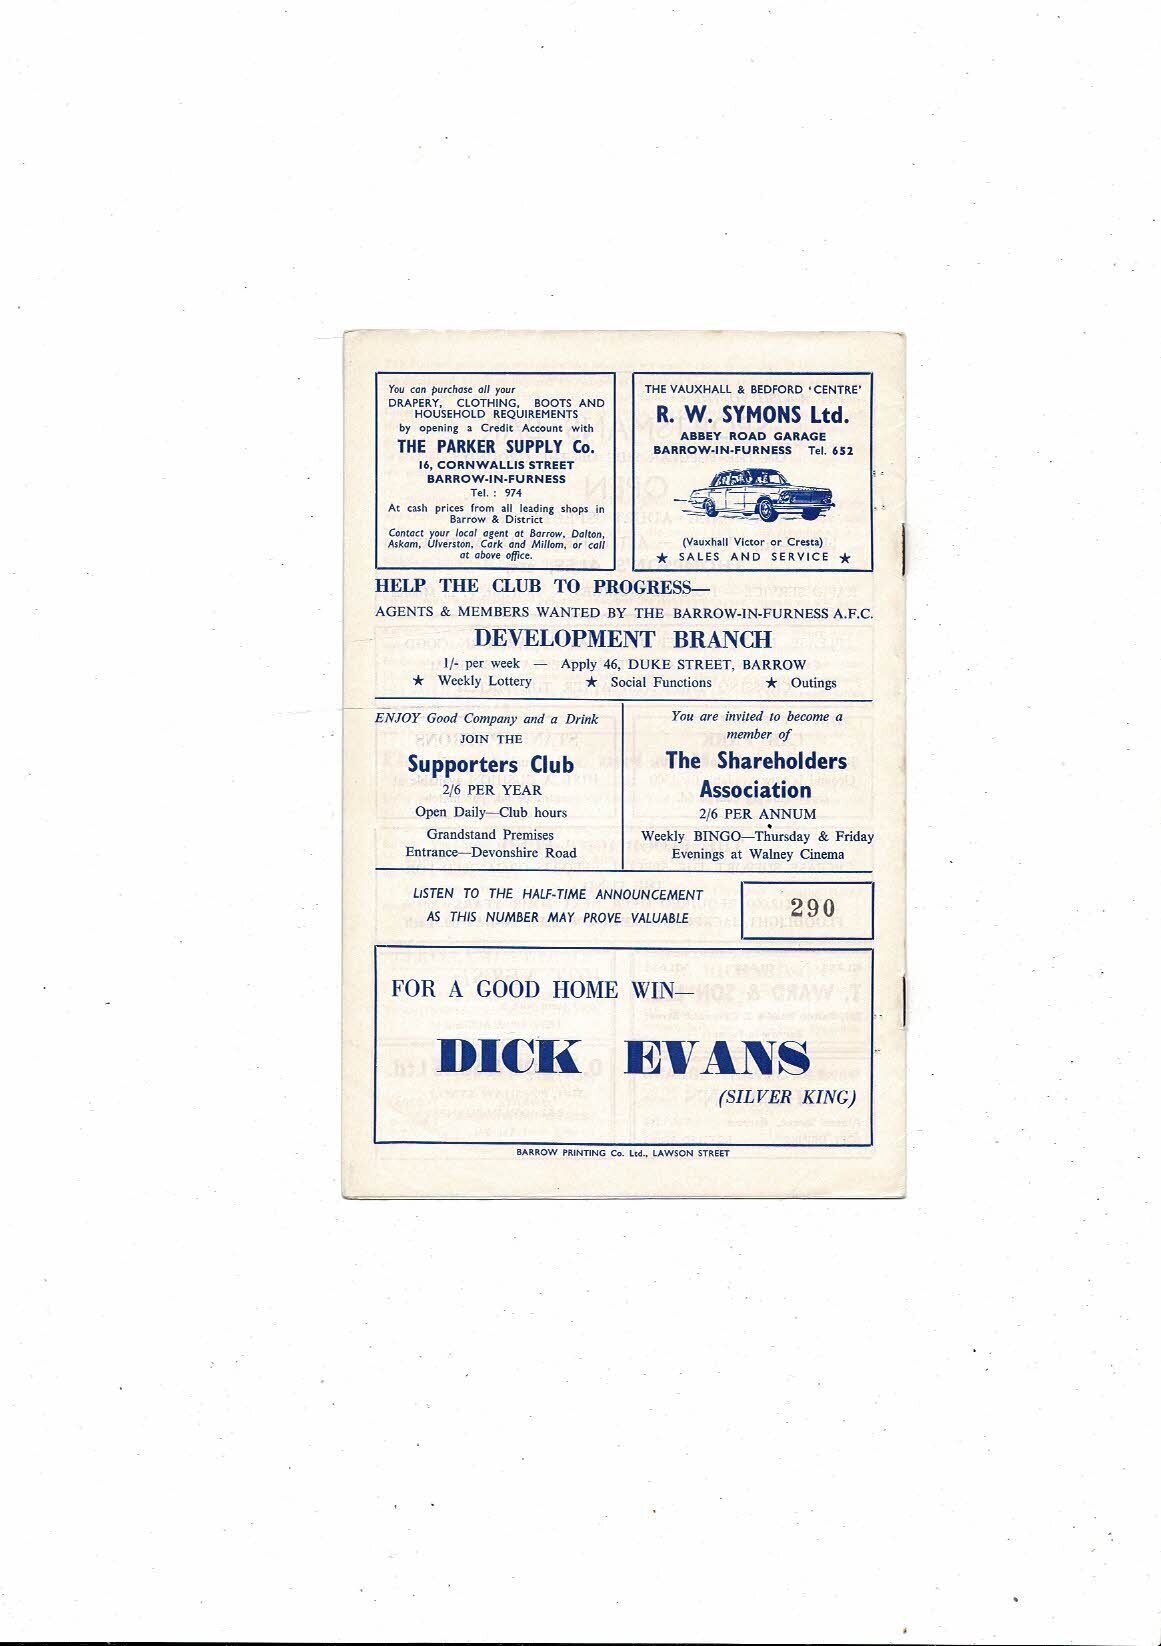 You can purchase all your
DRAPERY, CLOTHING, BOOTS AND
HOUSEHOLD REQUIREMENTS
by opening a Credit Account with
THE PARKER SUPPLY Co.
16, CORNWALLIS STREET
BARROW-IN-FURNESS
Tel. : 974
At cash prices from all leading shops in
Barrow & District
Contact your local agent at Barrow, Dalton,
Askam, Ulverston, Cark and Millom, or call
at above office.
THE VAUXHALL & BEDFORD 'CENTRE'
R. W. SYMONS Ltd.
ABBEY ROAD GARAGE
BARROW-IN-FURNESS Tel. 652
(Vauxhall Victor or Cresta)
★ SALES AND SERVICE ★
HELP THE CLUB TO PROGRESS—
AGENTS & MEMBERS WANTED BY THE BARROW-IN-FURNESS A.F.C.
DEVELOPMENT BRANCH
1/- per week — Apply 46, DUKE STREET, BARROW
★ Weekly Lottery ★ Social Functions ★ Outings
ENJOY Good Company and a Drink
JOIN THE
Supporters Club
2/6 PER YEAR
Open Daily—Club hours
Grandstand Premises
Entrance—Devonshire Road
You are invited to become a
member of
The Shareholders
Association
2/6 PER ANNUM
Weekly BINGO—Thursday & Friday
Evenings at Walney Cinema
LISTEN TO THE HALF-TIME ANNOUNCEMENT
AS THIS NUMBER MAY PROVE VALUABLE
290
FOR A GOOD HOME WIN—
DICK EVANS
(SILVER KING)
BARROW PRINTING Co. Ltd., LAWSON STREET